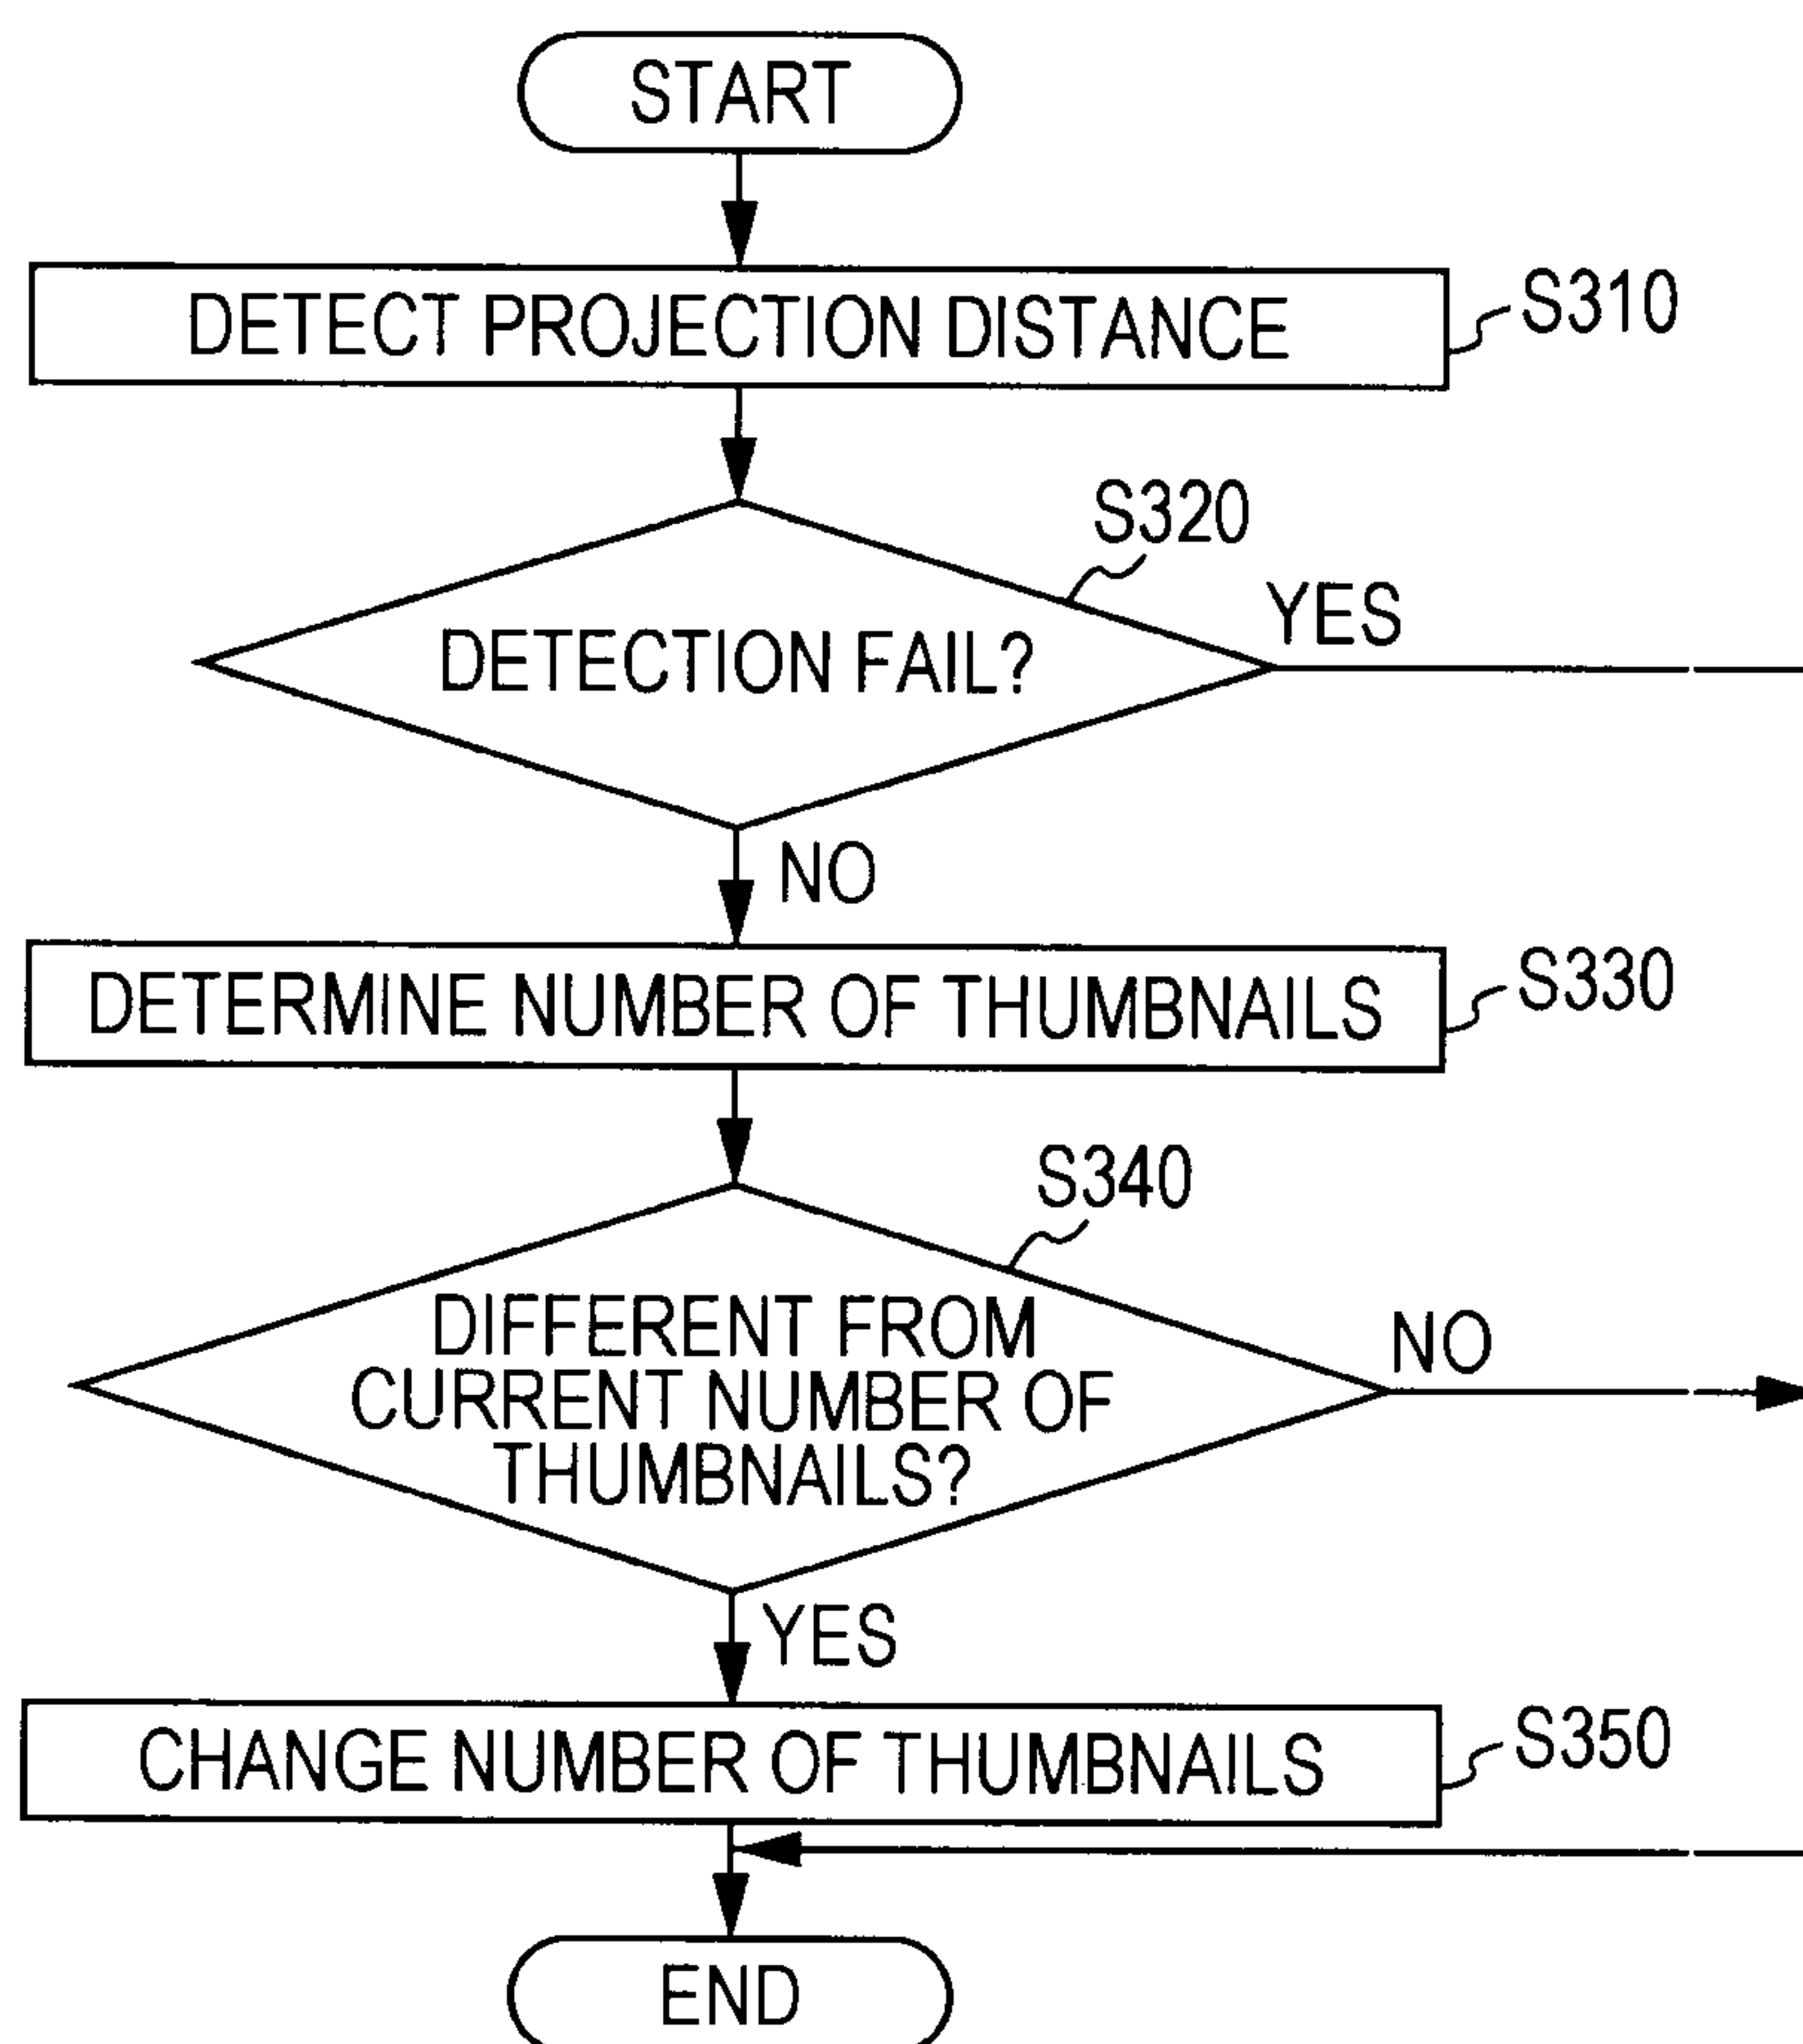 START
DETECT PROJECTION DISTANCE
S310
S320
DETECTION FAIL?
YES
NO
DETERMINE NUMBER OF THUMBNAILS
S330
S340
DIFFERENT FROM
CURRENT NUMBER OF
THUMBNAILS?
NO
YES
CHANGE NUMBER OF THUMBNAILS
S350
END